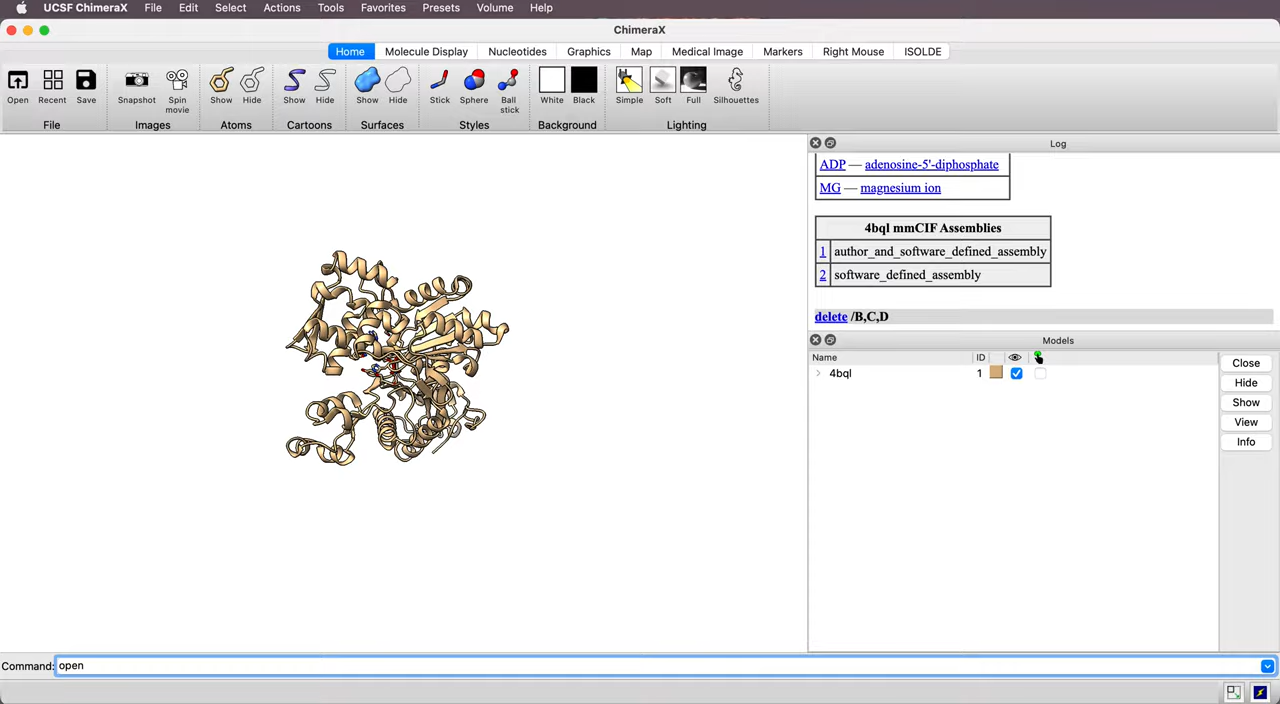 UCSF ChimeraX File Edit Select Actions Tools Favorites Presets Volume Help
ChimeraX
Home Molecule Display Nucleotides Graphics Map Medical Image Markers Right Mouse ISOLDE
Open Recent Save Snapshot Spin movie Show Hide Show Hide Show Hide Stick Sphere Ball stick White Black Simple Soft Full Silhouettes
File Images Atoms Cartoons Surfaces Styles Background Lighting
Log
ADP — adenosine-5'-diphosphate
MG — magnesium ion
4bql mmCIF Assemblies
1 author_and_software_defined_assembly
2 software_defined_assembly
delete /B,C,D
Models
Name ID
4bql 1
Close
Hide
Show
View
Info
Command: open